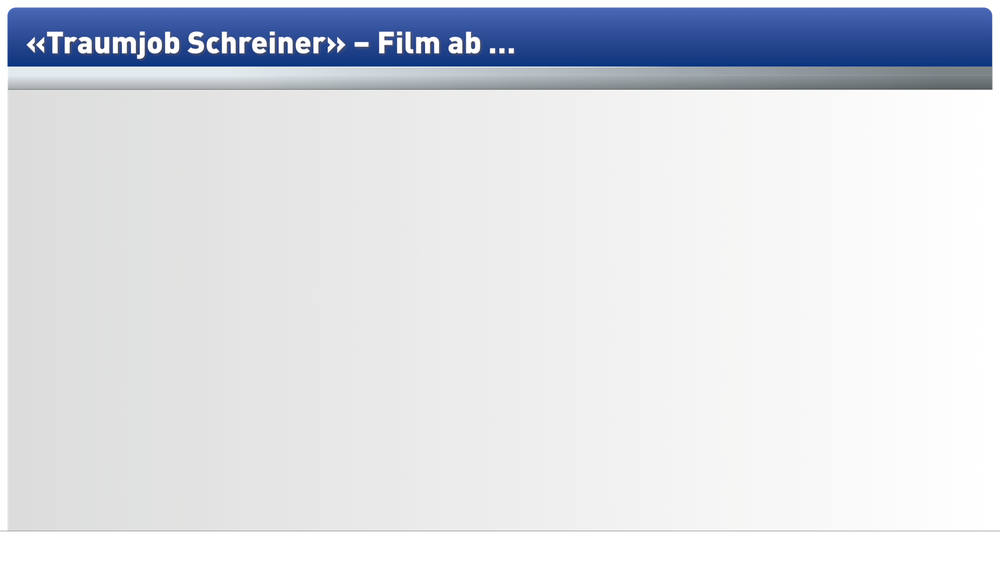 «Traumjob Schreiner» – Film ab ...